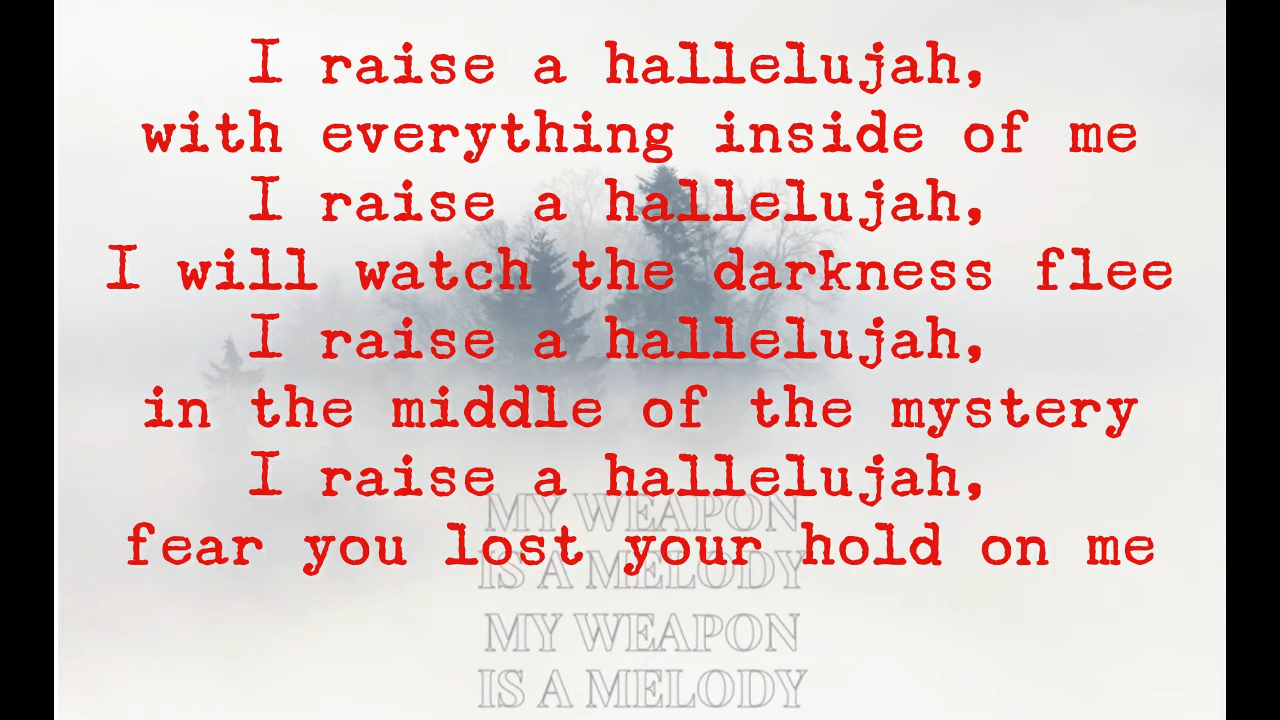 I raise a hallelujah,
with everything inside of me
I raise a hallelujah,
I will watch the darkness flee
I raise a hallelujah,
in the middle of the mystery
I raise a hallelujah,
MY WEAPON
fear you lost your hold on me
IS A MELODY
MY WEAPON
IS A MELODY